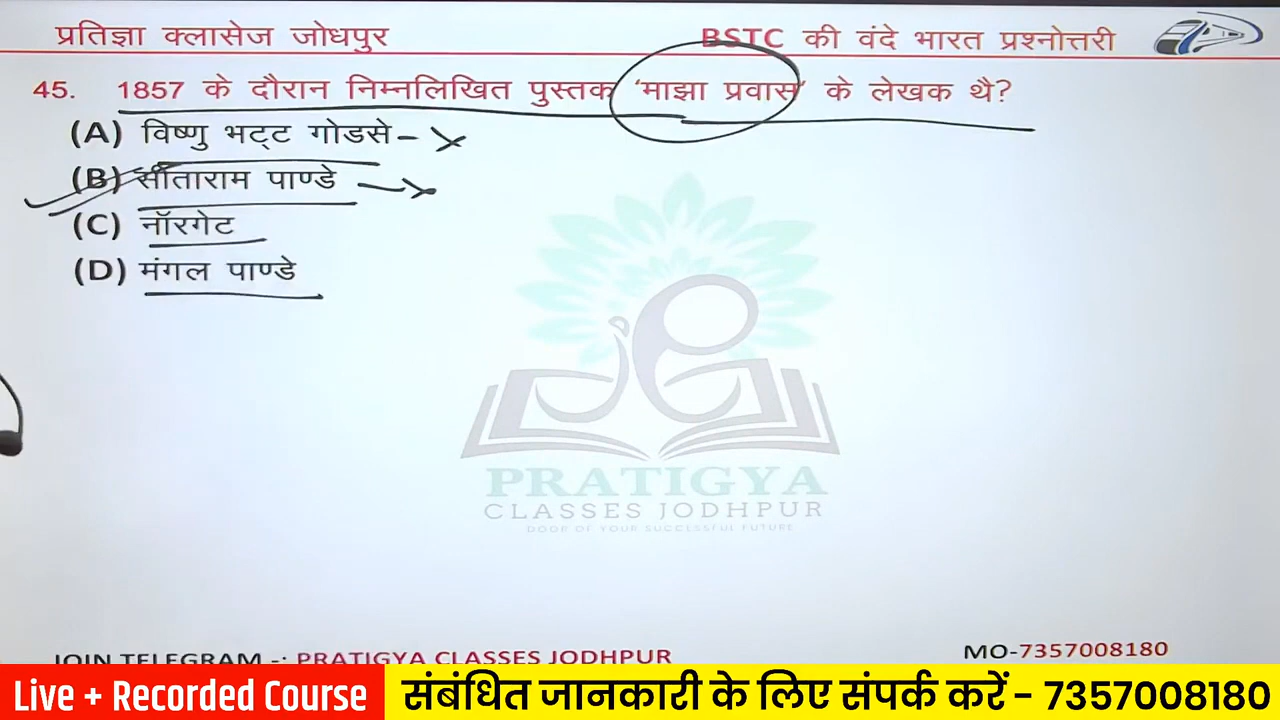 प्रतिज्ञा क्लासेज जोधपुर
BSTC की वंदे भारत प्रश्नोत्तरी
45. 1857 के दौरान निम्नलिखित पुस्तक 'माझा प्रवास' के लेखक थै?
(A) विष्णु भट्ट गोडसे
(B) सीताराम पाण्डे
(C) नॉरगेट
(D) मंगल पाण्डे
PRATIGYA
CLASSES JODHPUR
DOOR OF YOUR SUCCESSFUL FUTURE
JOIN TELEGRAM -: PRATIGYA CLASSES JODHPUR
MO-7357008180
Live + Recorded Course
संबंधित जानकारी के लिए संपर्क करें - 7357008180